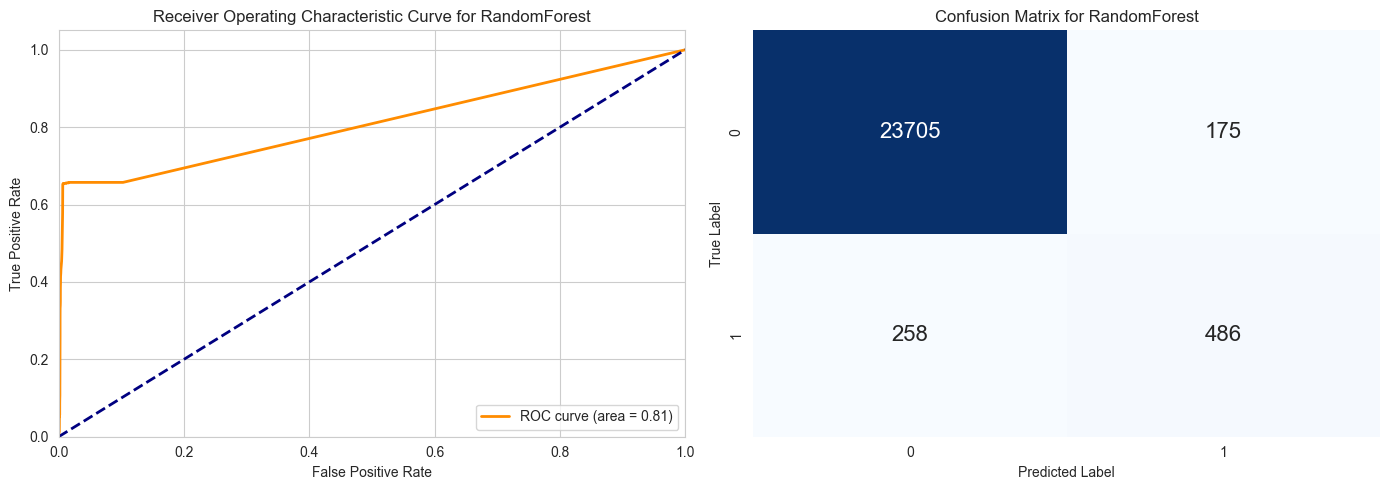 Receiver Operating Characteristic Curve for RandomForest
1.0
0.8
0.6
0.4
0.2
0.0
True Positive Rate
0.0 0.2 0.4 0.6 0.8 1.0
False Positive Rate
ROC curve (area = 0.81)
Confusion Matrix for RandomForest
0
1
True Label
23705 175
258 486
0 1
Predicted Label